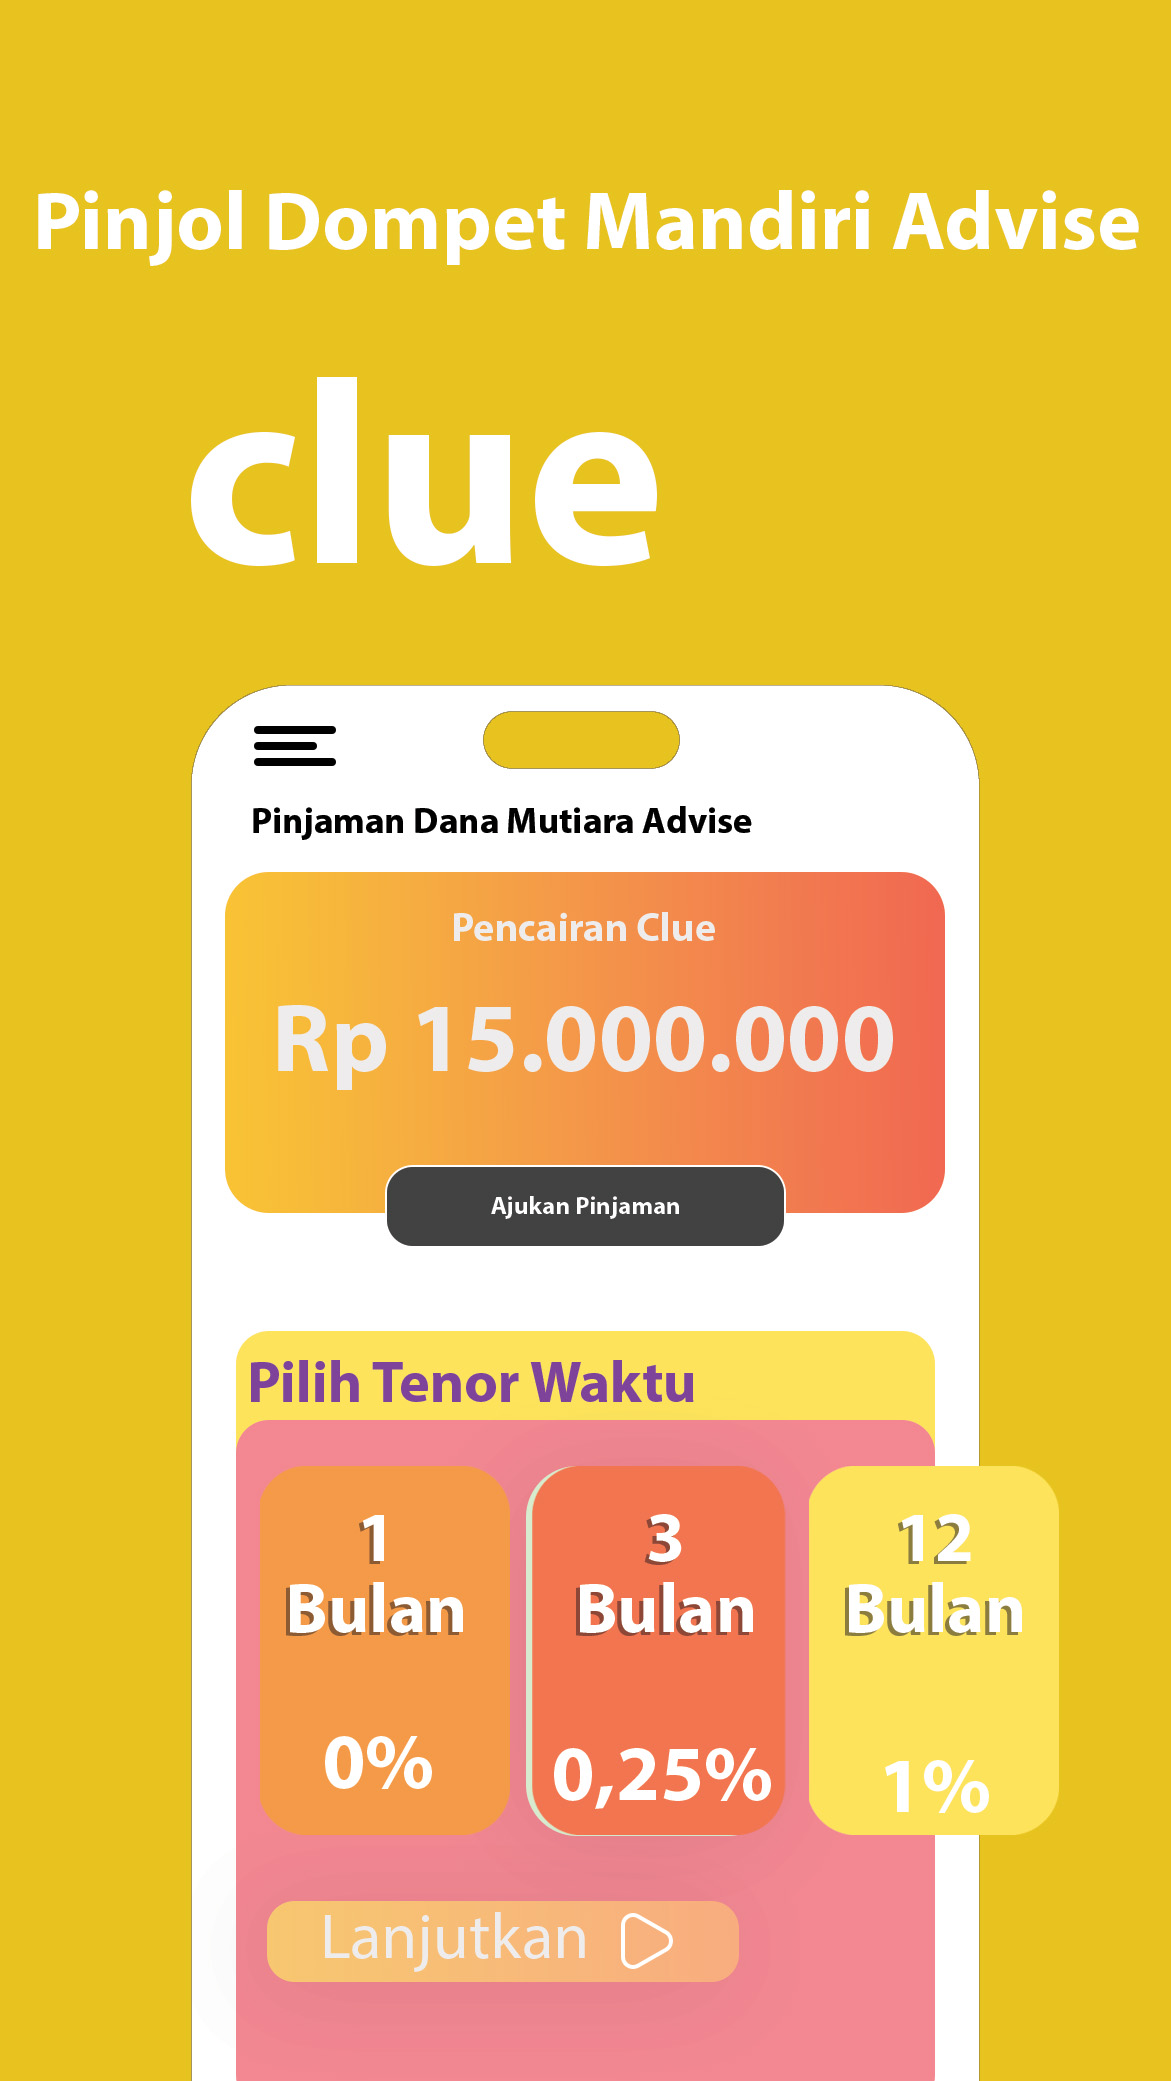 Pinjol Dompet Mandiri Advise
clue
Pinjaman Dana Mutiara Advise
Pencairan Clue
Rp 15.000.000
Ajukan Pinjaman
Pilih Tenor Waktu
1
Bulan
0%
3
Bulan
0,25%
12
Bulan
1%
Lanjutkan